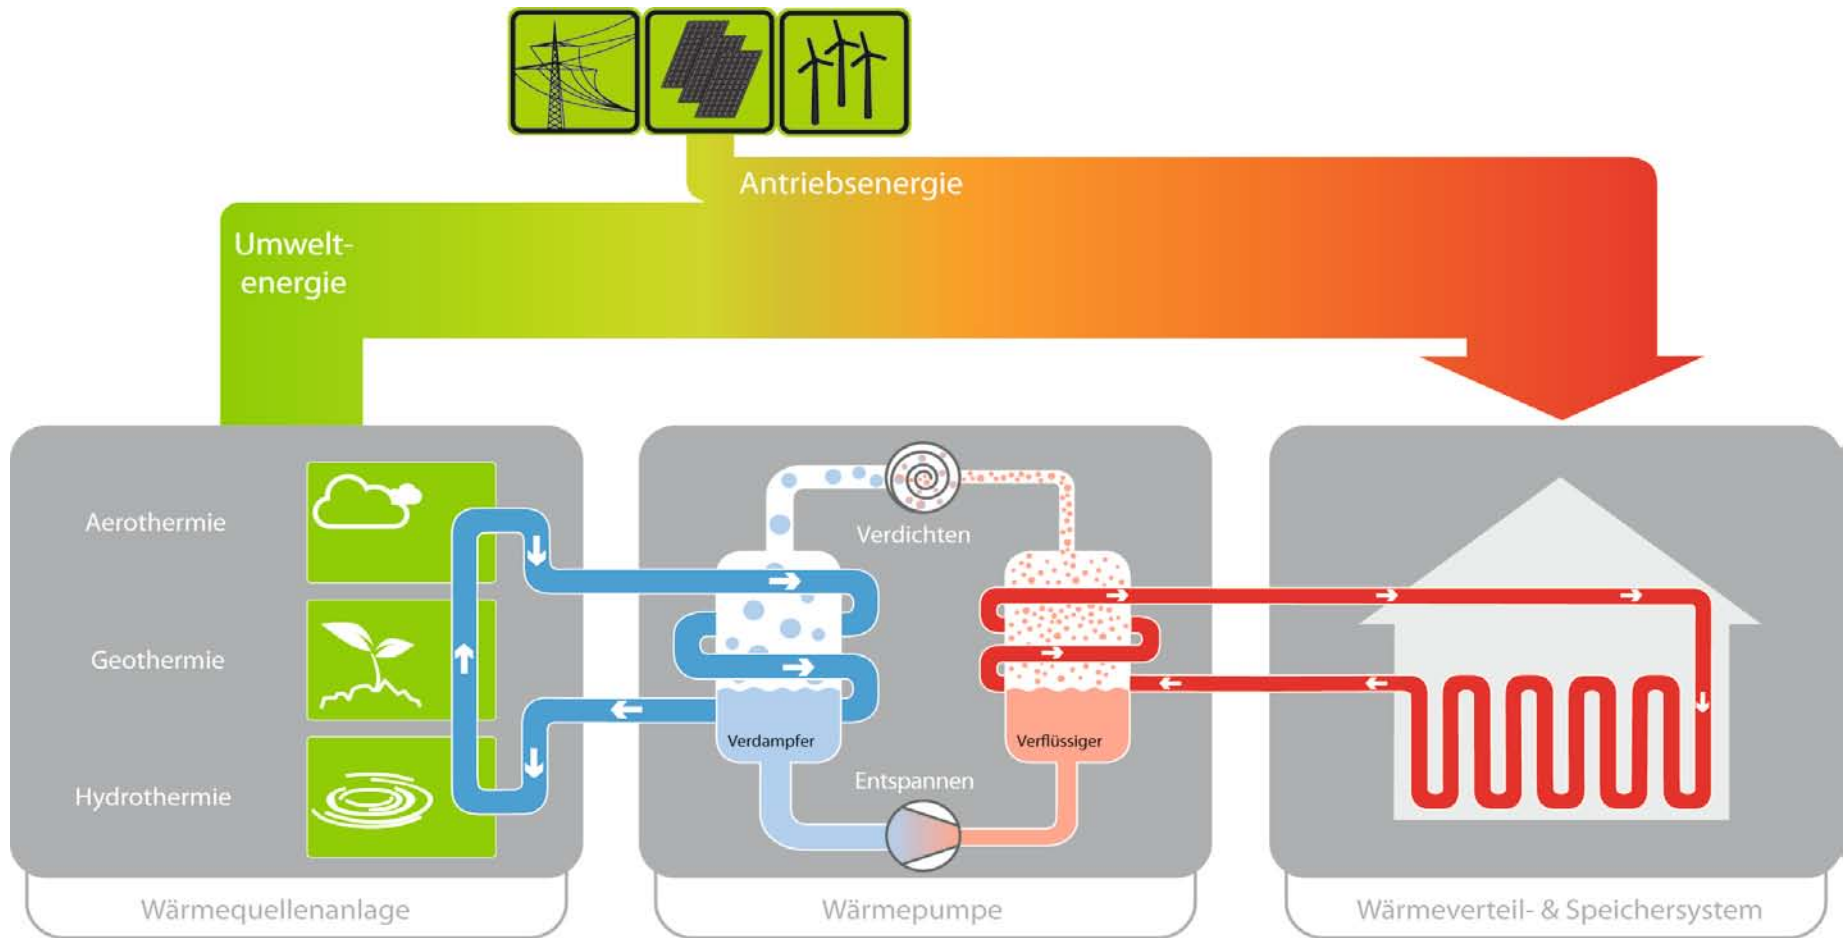 Antriebsenergie
Umwelt-
energie
Aerothermie
Geothermie
Hydrothermie
Verdichten
Verdampfer
Verflüssiger
Entspannen
Wärmequellenanlage
Wärmepumpe
Wärmeverteil- & Speichersystem